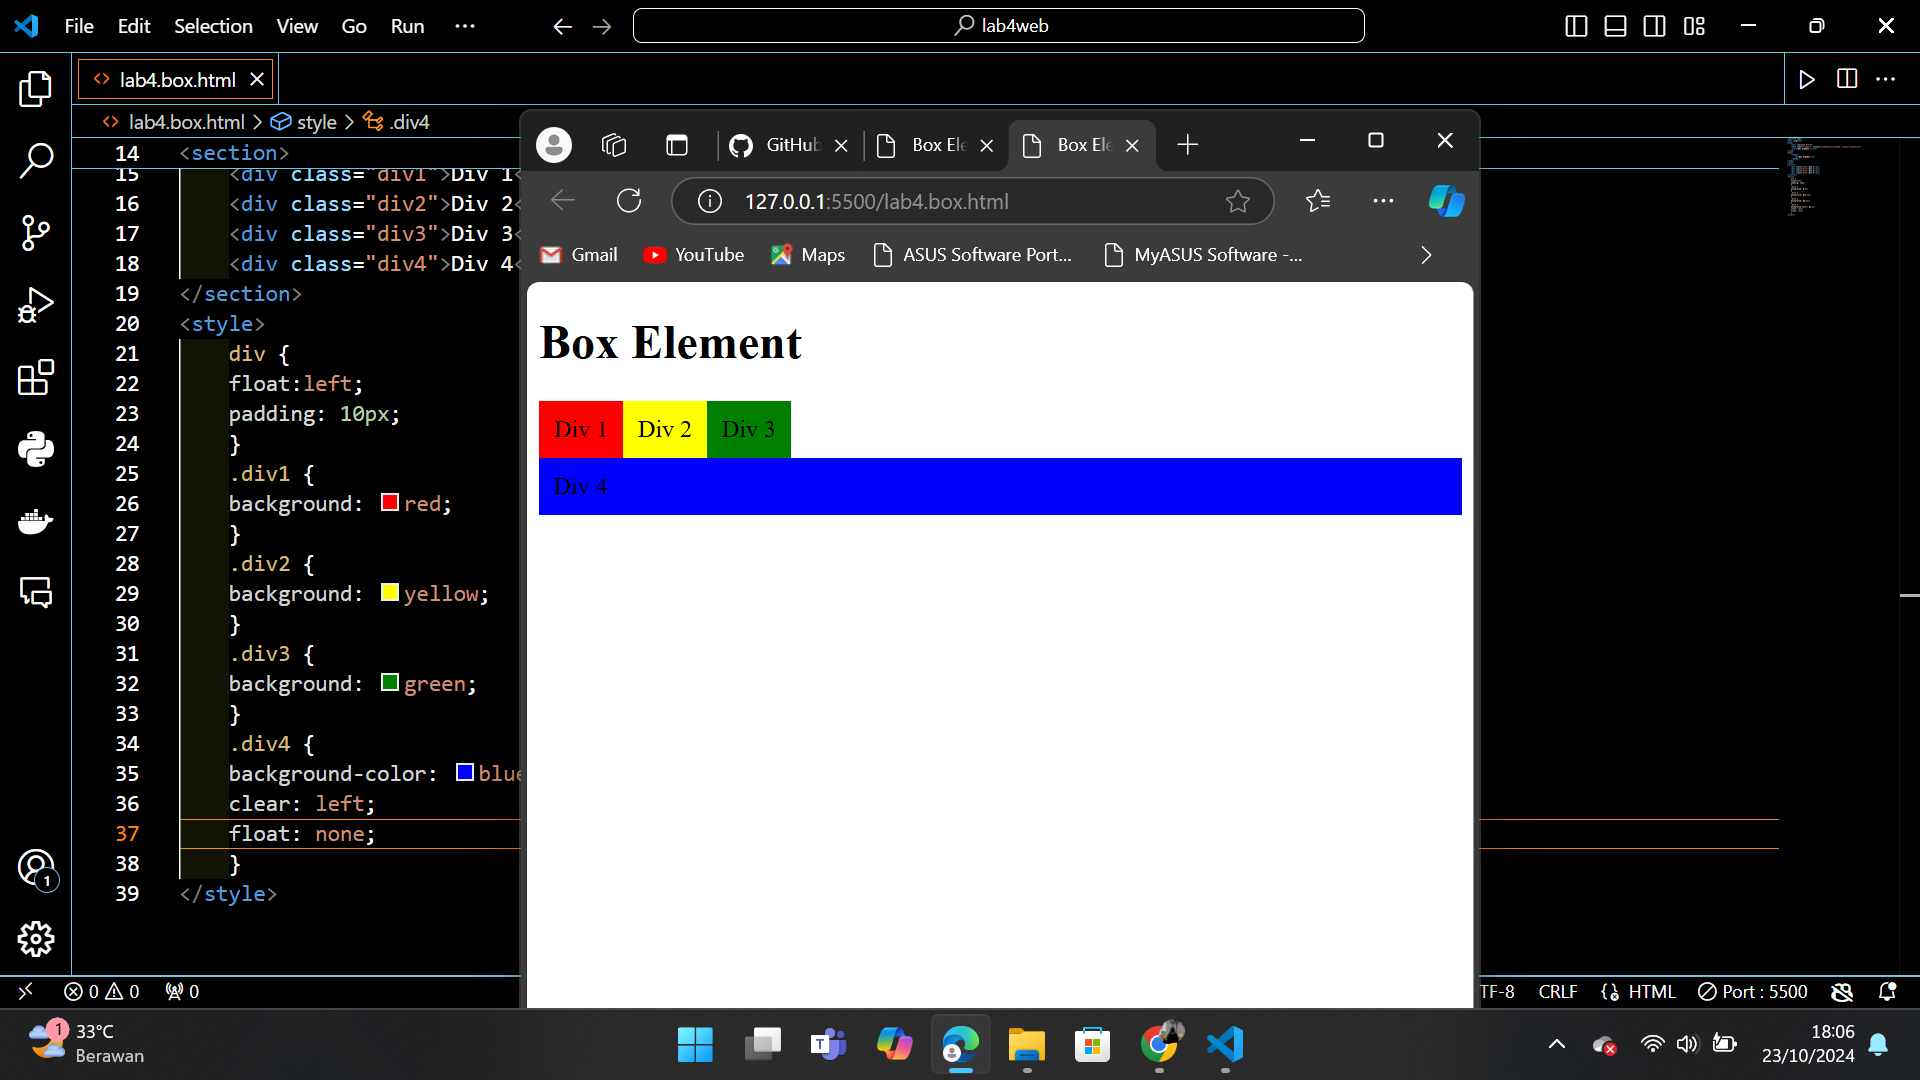 File Edit Selection View Go Run ··· lab4web
lab4.box.html
lab4.box.html > style > .div4
14 <section>
15 <div class="div1">Div 1<
16 <div class="div2">Div 2<
17 <div class="div3">Div 3<
18 <div class="div4">Div 4<
19 </section>
20 <style>
21 div {
22 float:left;
23 padding: 10px;
24 }
25 .div1 {
26 background: red;
27 }
28 .div2 {
29 background: yellow;
30 }
31 .div3 {
32 background: green;
33 }
34 .div4 {
35 background-color: blue
36 clear: left;
37 float: none;
38 }
39 </style>
GitHub Box Ele Box Ele
127.0.0.1:5500/lab4.box.html
Gmail YouTube Maps ASUS Software Port... MyASUS Software -...
Box Element
Div 1 Div 2 Div 3
Div 4
1
0 0 0 TF-8 CRLF HTML Port : 5500
1 33°C
Berawan
18:06
23/10/2024